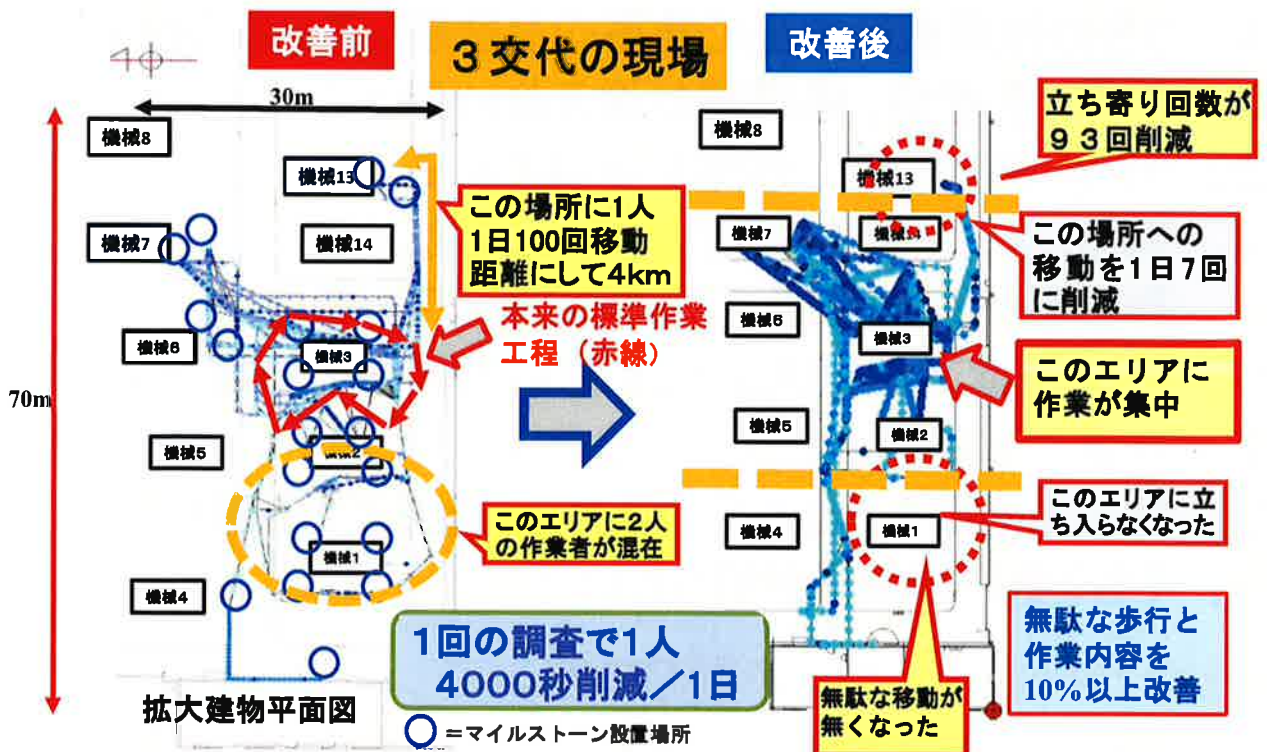 改善前
3交代の現場
改善後
30m
70m
機械8
機械13
機械7
機械14
機械6
機械3
機械5
機械2
機械1
機械4
この場所に1人
1日100回移動
距離にして4km
本来の標準作業
工程（赤線）
このエリアに2人
の作業者が混在
1回の調査で1人
4000秒削減／1日
拡大建物平面図
＝マイルストーン設置場所
機械8
機械13
機械7
機械14
機械6
機械3
機械5
機械2
機械4
機械1
立ち寄り回数が
９３回削減
この場所への
移動を1日7回
に削減
このエリアに
作業が集中
このエリアに立
ち入らなくなった
無駄な移動が
無くなった
無駄な歩行と
作業内容を
10%以上改善